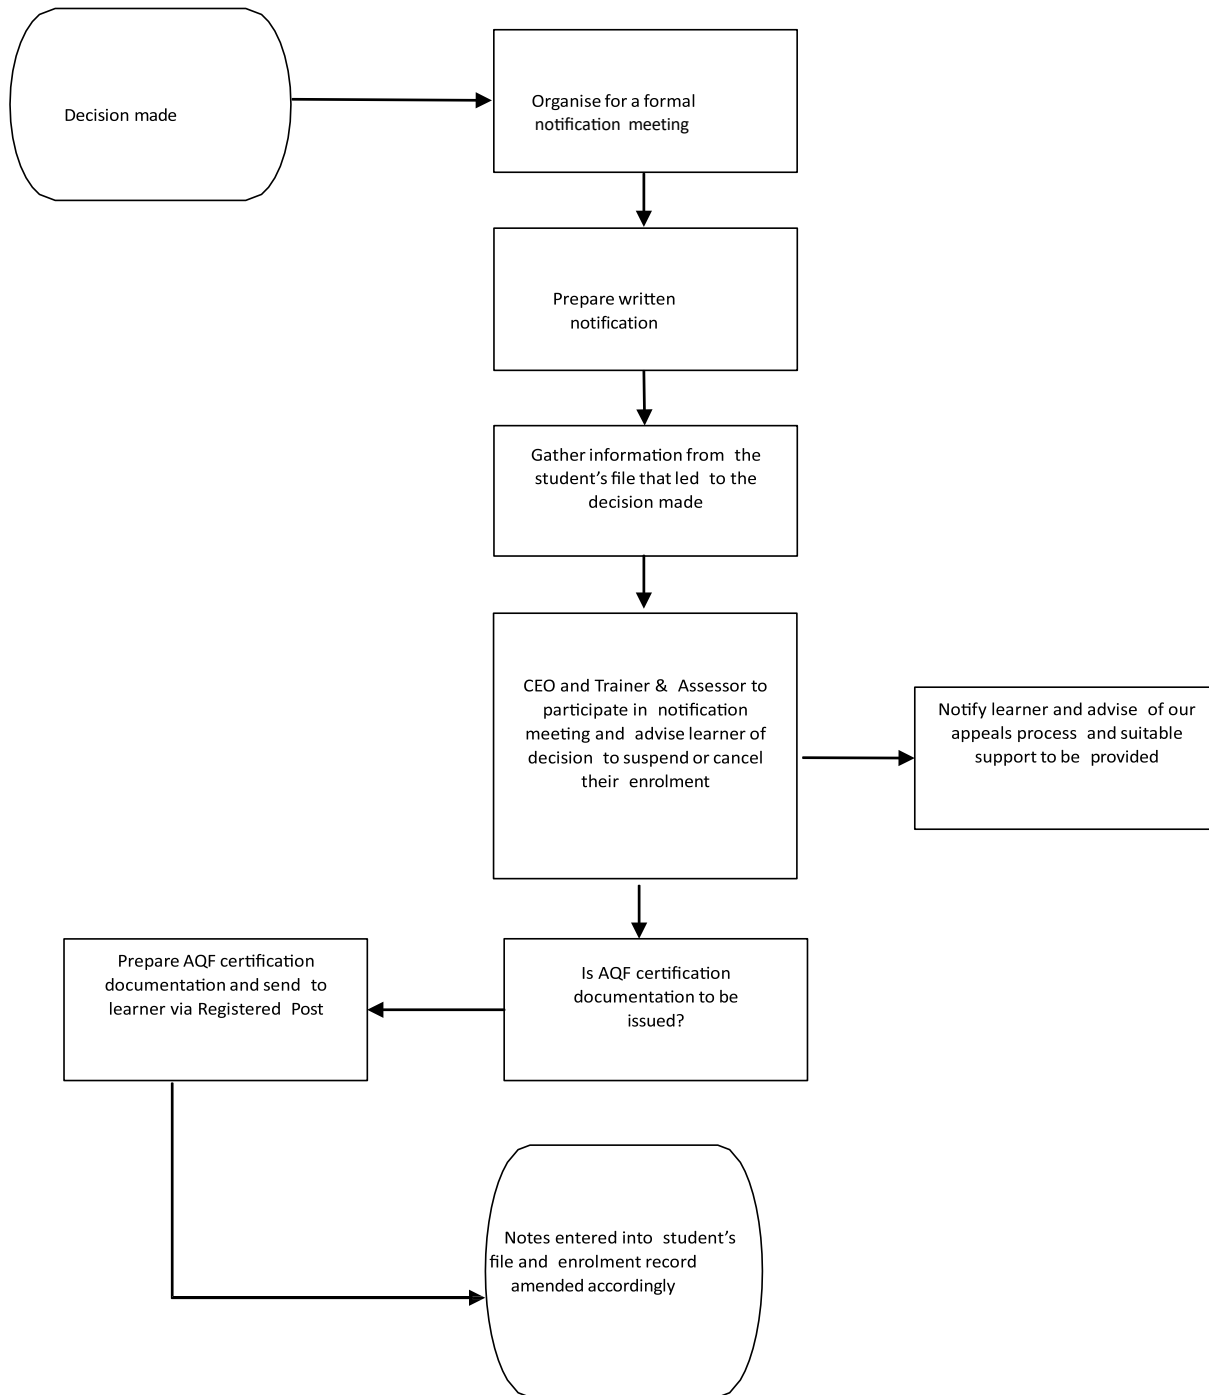 Decision made
Organise for a formal
notification meeting
Prepare written
notification
Gather information from the
student’s file that led to the
decision made
CEO and Trainer & Assessor to
participate in notification
meeting and advise learner of
decision to suspend or cancel
their enrolment
Notify learner and advise of our
appeals process and suitable
support to be provided
Is AQF certification
documentation to be
issued?
Prepare AQF certification
documentation and send to
learner via Registered Post
Notes entered into student’s
file and enrolment record
amended accordingly